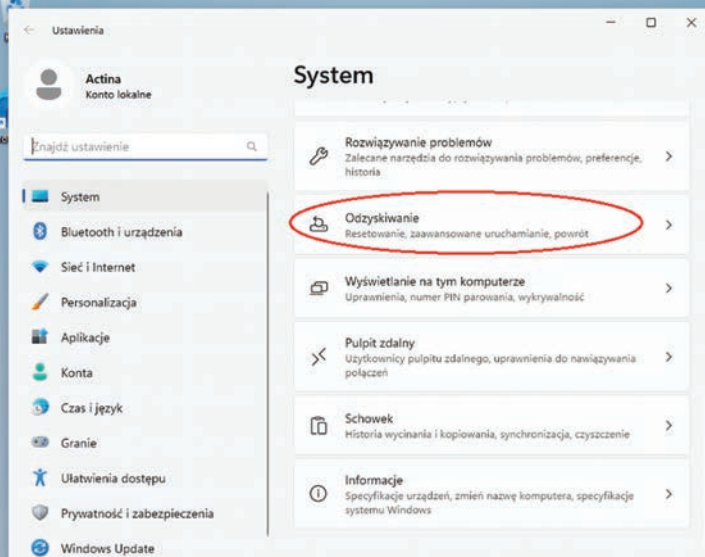 Ustawienia
Actina
Konto lokalne
Znajdź ustawienie
System
Bluetooth i urządzenia
Sieć i Internet
Personalizacja
Aplikacje
Konta
Czas i język
Granie
Ułatwienia dostępu
Prywatność i zabezpieczenia
Windows Update
System
Rozwiązywanie problemów
Zalecane narzędzia do rozwiązywania problemów, preferencje,
historia
Odzyskiwanie
Resetowanie, zaawansowane uruchamianie, powrót
Wyświetlanie na tym komputerze
Uprawnienia, numer PIN parowania, wykrywalność
Pulpit zdalny
Użytkownicy pulpitu zdalnego, uprawnienia do nawiązywania
połączeń
Schowek
Historia wycinania i kopiowania, synchronizacja, czyszczenie
Informacje
Specyfikacje urządzeń, zmień nazwę komputera, specyfikacje
systemu Windows